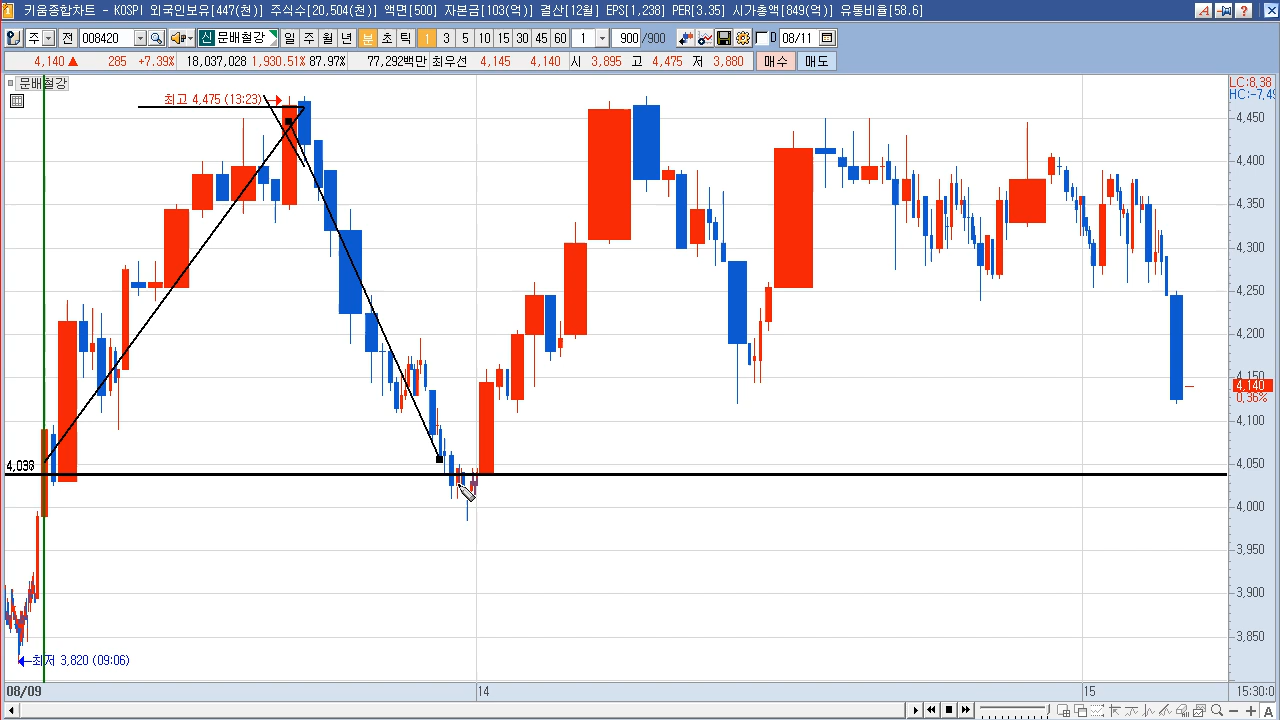 키움종합차트 - KOSPI 외국인보유[447(천)] 주식수[20,504(천)] 액면[500] 자본금[103(억)] 결산[12월] EPS[1,238] PER[3,35] 시가총액[849(억)] 유통비율[58.6]
주 전 008420 신 문배철강 일 주 월 년 분 초 틱 1 3 5 10 15 30 45 60 1 900 /900 D 08/11
4,140 ▲ 285 +7.39% 18,037,028 1,930.51% 87.97% 77,292백만 최우선 4,145 4,140 시 3,895 고 4,475 저 3,860 매수 매도
문배철강
LC:8,38
HC:-7,49
최고 4,475 (13:23)
4,450
4,400
4,350
4,300
4,250
4,200
4,150
4,140
0,36%
4,100
4,050
4,000
3,950
3,900
3,850
최저 3,820 (09:06)
08/09 14 15 15:30:0
A